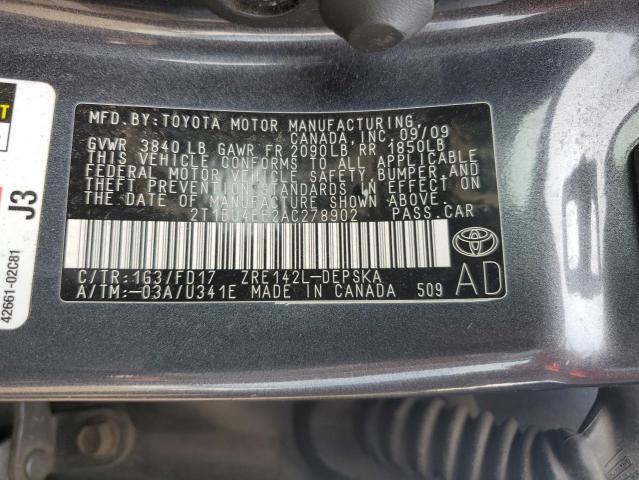 MFD.BY:TOYOTA MOTOR MANUFACTURING,
CANADA, INC. 09/09
GVWR 3840 LB GAWR FR 2090LB RR 1850LB
THIS VEHICLE CONFORMS TO ALL APPLICABLE
FEDERAL MOTOR VEHICLE SAFETY, BUMPER, AND
THEFT PREVENTION STANDARDS IN EFFECT ON
THE DATE OF MANUFACTURE SHOWN ABOVE.
2T1BU4EE2AC278902 PASS.CAR
C/TR:1G3/FD17 ZRE142L-DEPSKA
A/TM:-03A/U341E MADE IN CANADA 509
AD
J3
42661-02C81